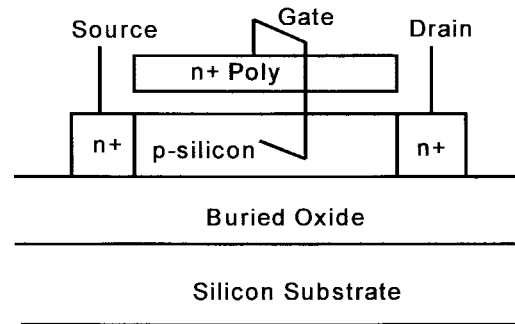 Gate
Source
Drain
n+ Poly
n+
p-silicon
n+
Buried Oxide
Silicon Substrate